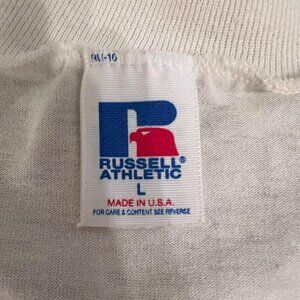 RUSSELL®
ATHLETIC
L
MADE IN U.S.A.
FOR CARE & CONTENT SEE REVERSE